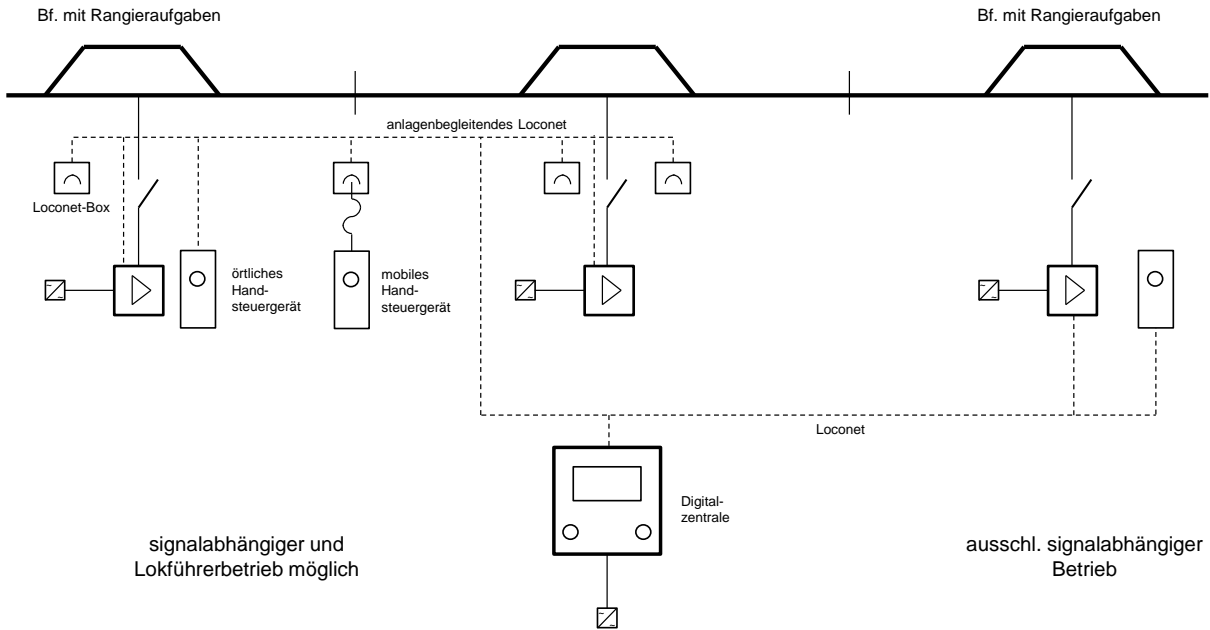 Bf. mit Rangieraufgaben
Bf. mit Rangieraufgaben
anlagenbegleitendes Loconet
Loconet-Box
örtliches
Hand-
steuergerät
mobiles
Hand-
steuergerät
Loconet
Digital-
zentrale
signalabhängiger und
Lokführerbetrieb möglich
ausschl. signalabhängiger
Betrieb